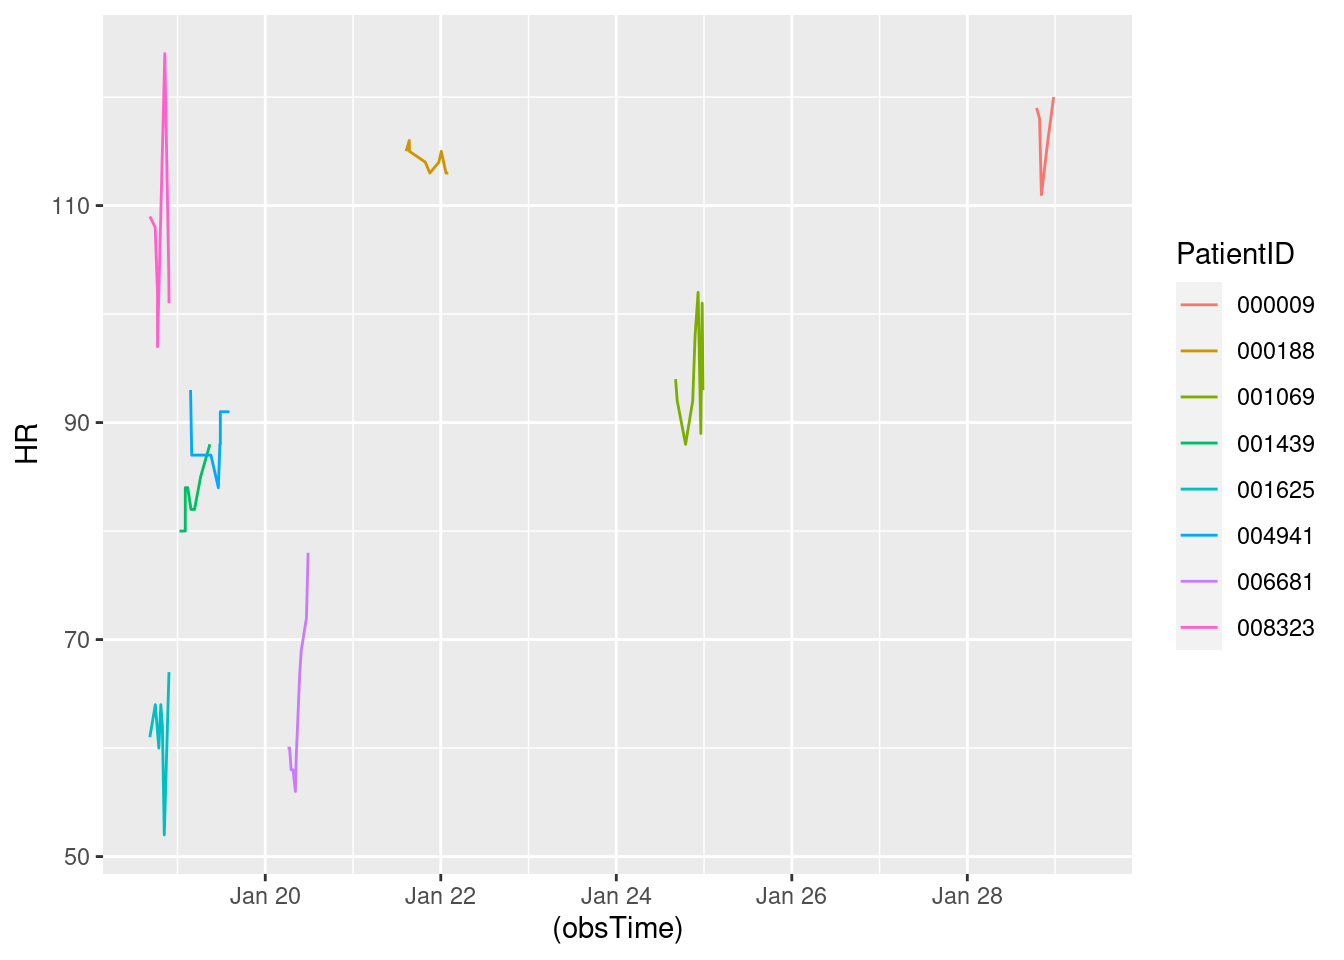 HR
110
90
70
50
Jan 20
Jan 22
Jan 24
Jan 26
Jan 28
(obsTime)
PatientID
000009
000188
001069
001439
001625
004941
006681
008323